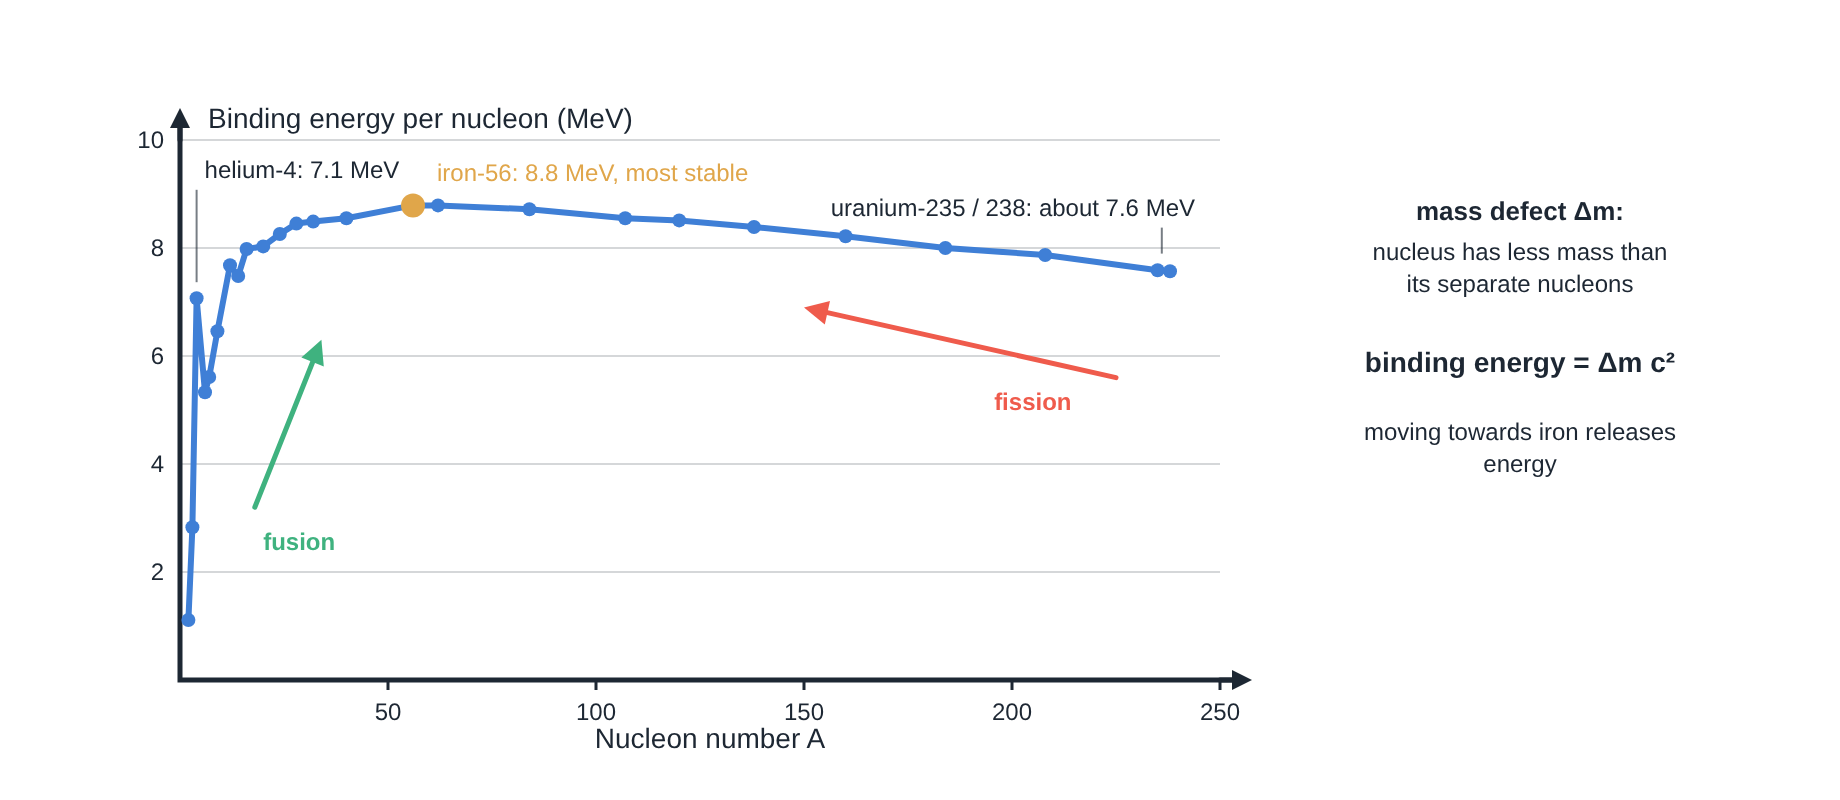 Binding energy per nucleon (MeV)
10
helium-4: 7.1 MeV
iron-56: 8.8 MeV, most stable
uranium-235 / 238: about 7.6 MeV
8
6
4
2
fusion
fission
50
100
150
200
250
Nucleon number A
mass defect Δm:
nucleus has less mass than
its separate nucleons
binding energy = Δm c²
moving towards iron releases
energy